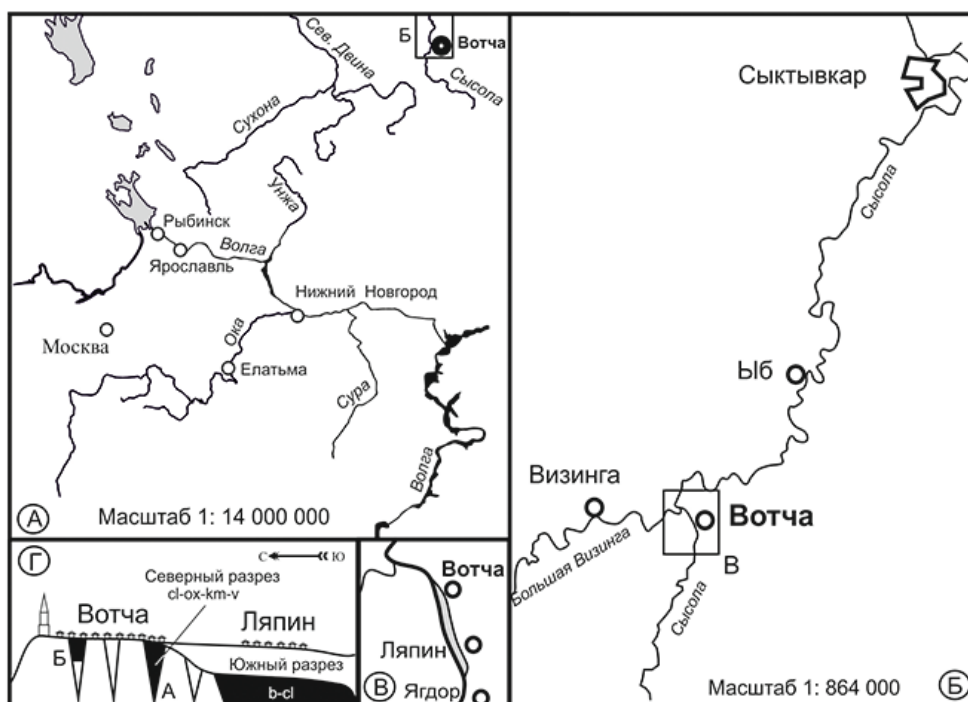 Б
Вотча
Сев. Двина
Сысола
Сухона
Унжа
Рыбинск
Волга
Ярославль
Нижний Новгород
Москва
Ока
Елатьма
Сура
Волга
А
Масштаб 1: 14 000 000
Сыктывкар
Сысола
Ыб
Визинга
Вотча
Большая Визинга
В
Сысола
Масштаб 1: 864 000
Б
Г
С
Ю
Северный разрез
cl-ox-km-v
Вотча
Ляпин
Б
А
Южный разрез
b-cl
Вотча
Ляпин
Ягдор
В